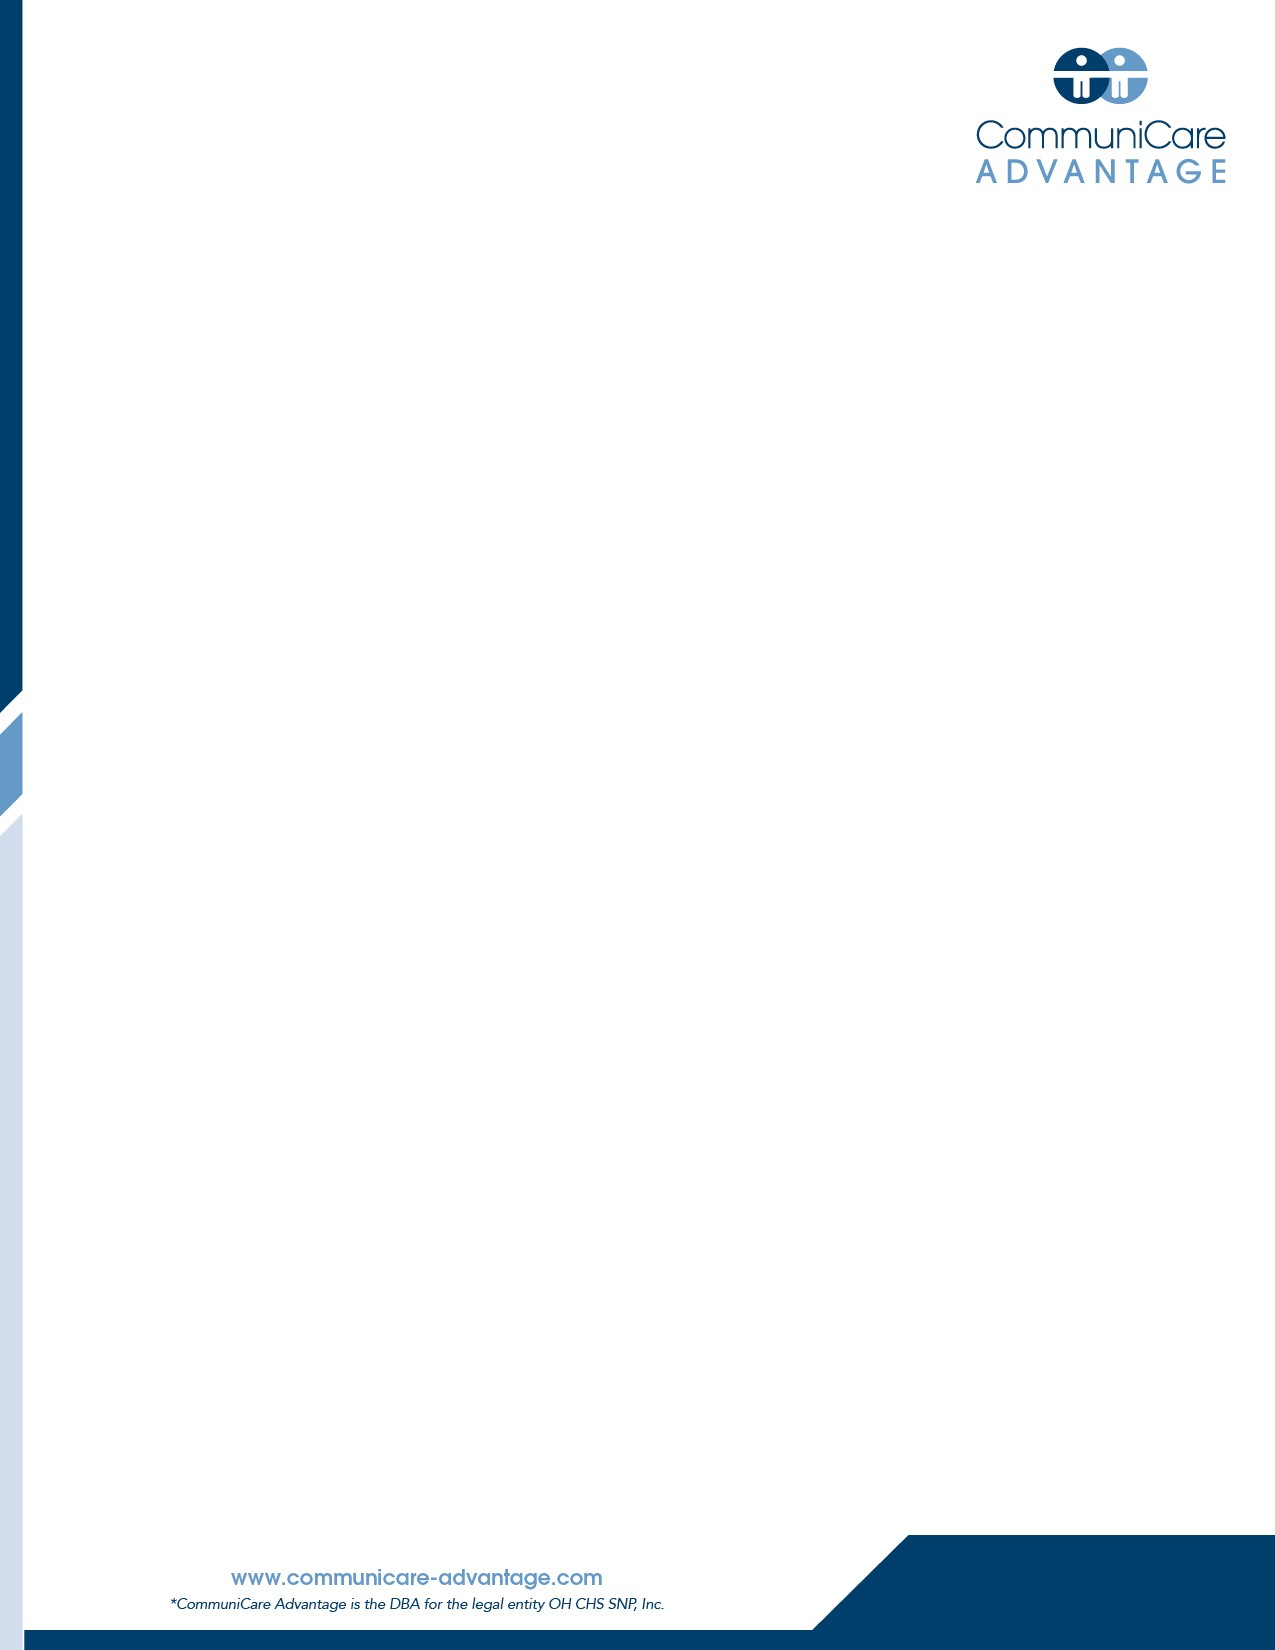 CommuniCare
ADVANTAGE
www.communicare-advantage.com
*CommuniCare Advantage is the DBA for the legal entity OH CHS SNP, Inc.